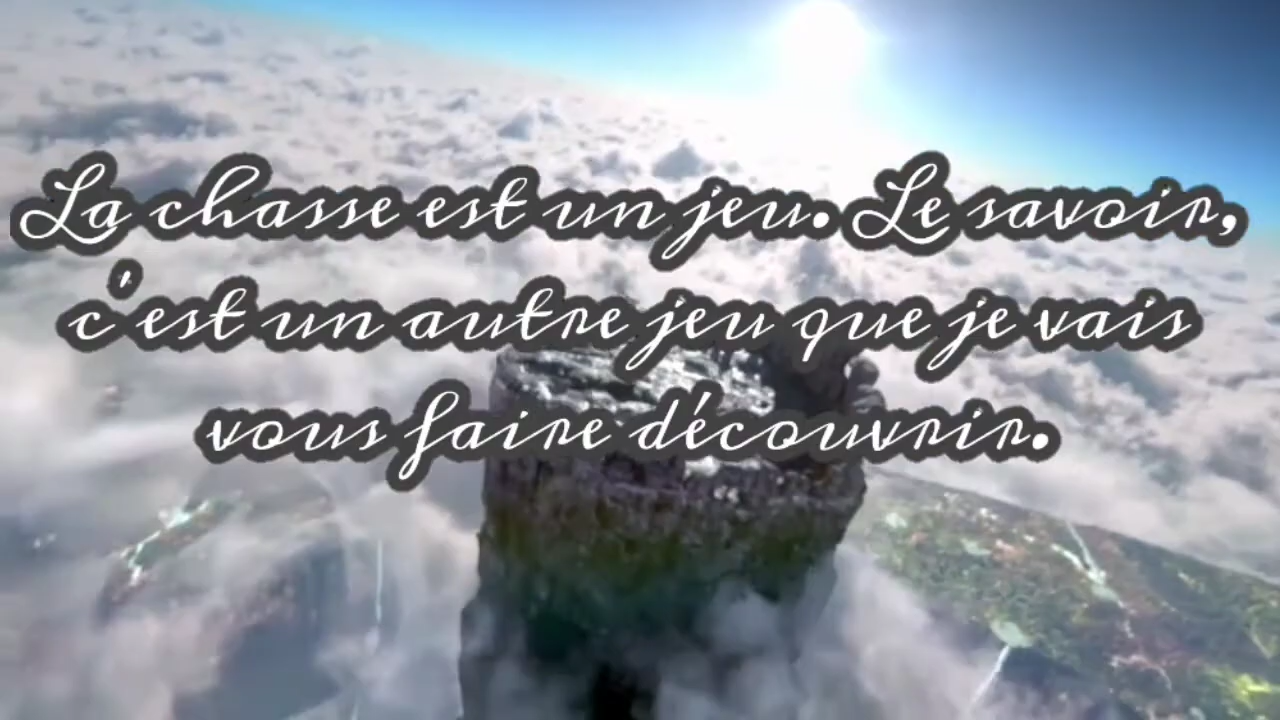 La chasse est un jeu. Le savoir,
c'est un autre jeu que je vais
vous faire découvrir.